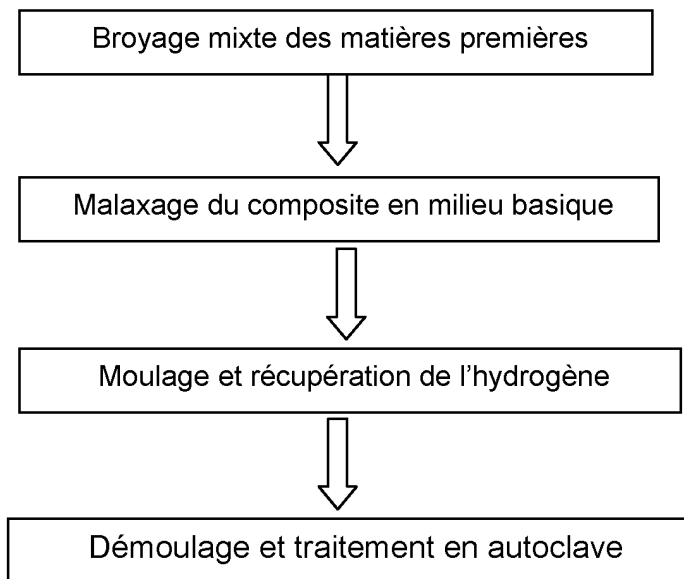 Broyage mixte des matières premières
Malaxage du composite en milieu basique
Moulage et récupération de l’hydrogène
Démoulage et traitement en autoclave